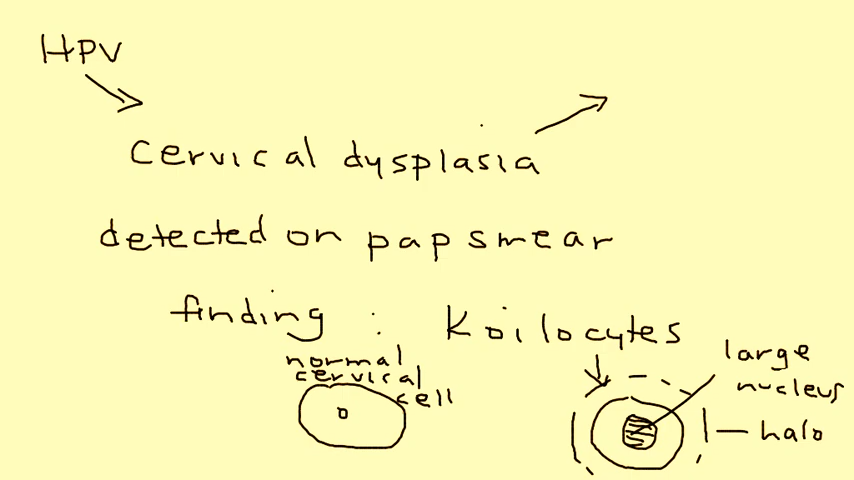 HPV
cervical dysplasia
detected on pap smear
finding : Koilocytes
normal
cervical
cell
large
nucleus
halo